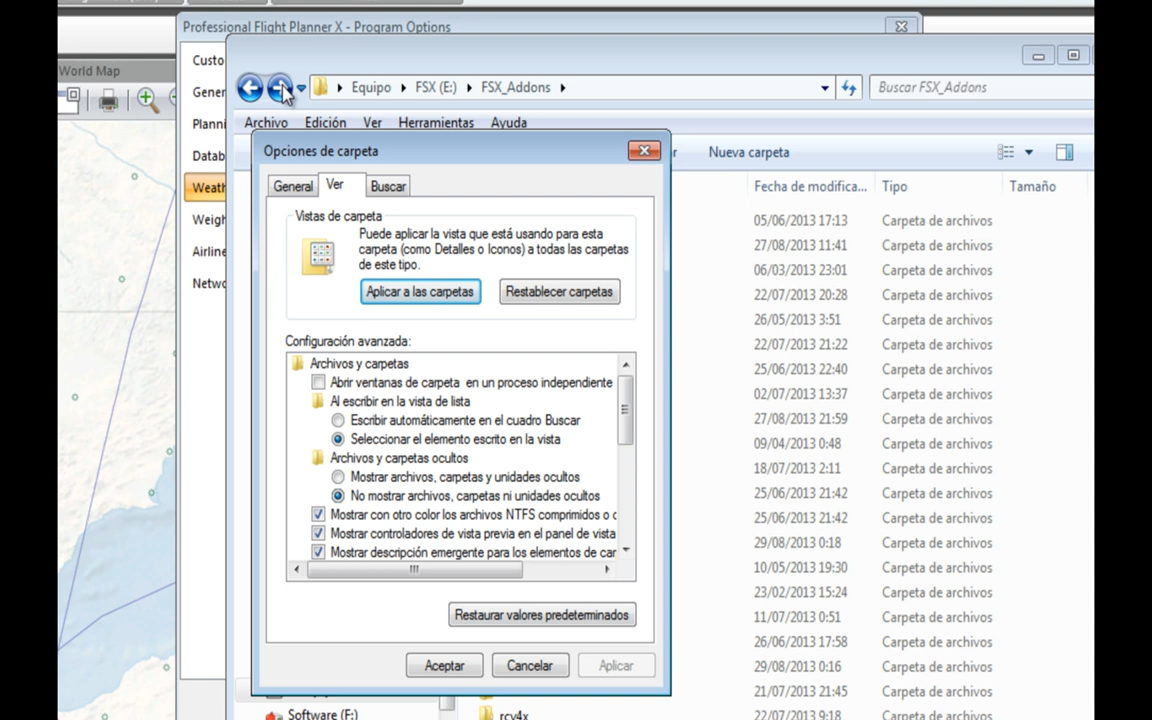 Professional Flight Planner X - Program Options
World Map
Custo
Gener
Planni
Datab
Weath
Weigh
Airline
Netwo
Equipo
FSX (E:)
FSX_Addons
Buscar FSX_Addons
Archivo
Edición
Ver
Herramientas
Ayuda
r
Nueva carpeta
Opciones de carpeta
General
Ver
Buscar
Vistas de carpeta
Puede aplicar la vista que está usando para esta
carpeta (como Detalles o Iconos) a todas las carpetas
de este tipo.
Aplicar a las carpetas
Restablecer carpetas
Configuración avanzada:
Archivos y carpetas
Abrir ventanas de carpeta en un proceso independiente
Al escribir en la vista de lista
Escribir automáticamente en el cuadro Buscar
Seleccionar el elemento escrito en la vista
Archivos y carpetas ocultos
Mostrar archivos, carpetas y unidades ocultos
No mostrar archivos, carpetas ni unidades ocultos
Mostrar con otro color los archivos NTFS comprimidos o c
Mostrar controladores de vista previa en el panel de vista
Mostrar descripción emergente para los elementos de car
Restaurar valores predeterminados
Aceptar
Cancelar
Aplicar
Fecha de modifica...
Tipo
Tamaño
05/06/2013 17:13 Carpeta de archivos
27/08/2013 11:41 Carpeta de archivos
06/03/2013 23:01 Carpeta de archivos
22/07/2013 20:28 Carpeta de archivos
26/05/2013 3:51 Carpeta de archivos
22/07/2013 21:22 Carpeta de archivos
25/06/2013 22:40 Carpeta de archivos
02/07/2013 13:37 Carpeta de archivos
27/08/2013 21:59 Carpeta de archivos
09/04/2013 0:48 Carpeta de archivos
18/07/2013 2:11 Carpeta de archivos
25/06/2013 21:42 Carpeta de archivos
25/06/2013 21:42 Carpeta de archivos
29/08/2013 0:18 Carpeta de archivos
10/05/2013 19:30 Carpeta de archivos
23/02/2013 15:24 Carpeta de archivos
11/07/2013 0:51 Carpeta de archivos
26/06/2013 17:58 Carpeta de archivos
29/08/2013 0:16 Carpeta de archivos
21/07/2013 21:45 Carpeta de archivos
Software (F:)
rcv4x
22/07/2013 9:18 Carpeta de archivos